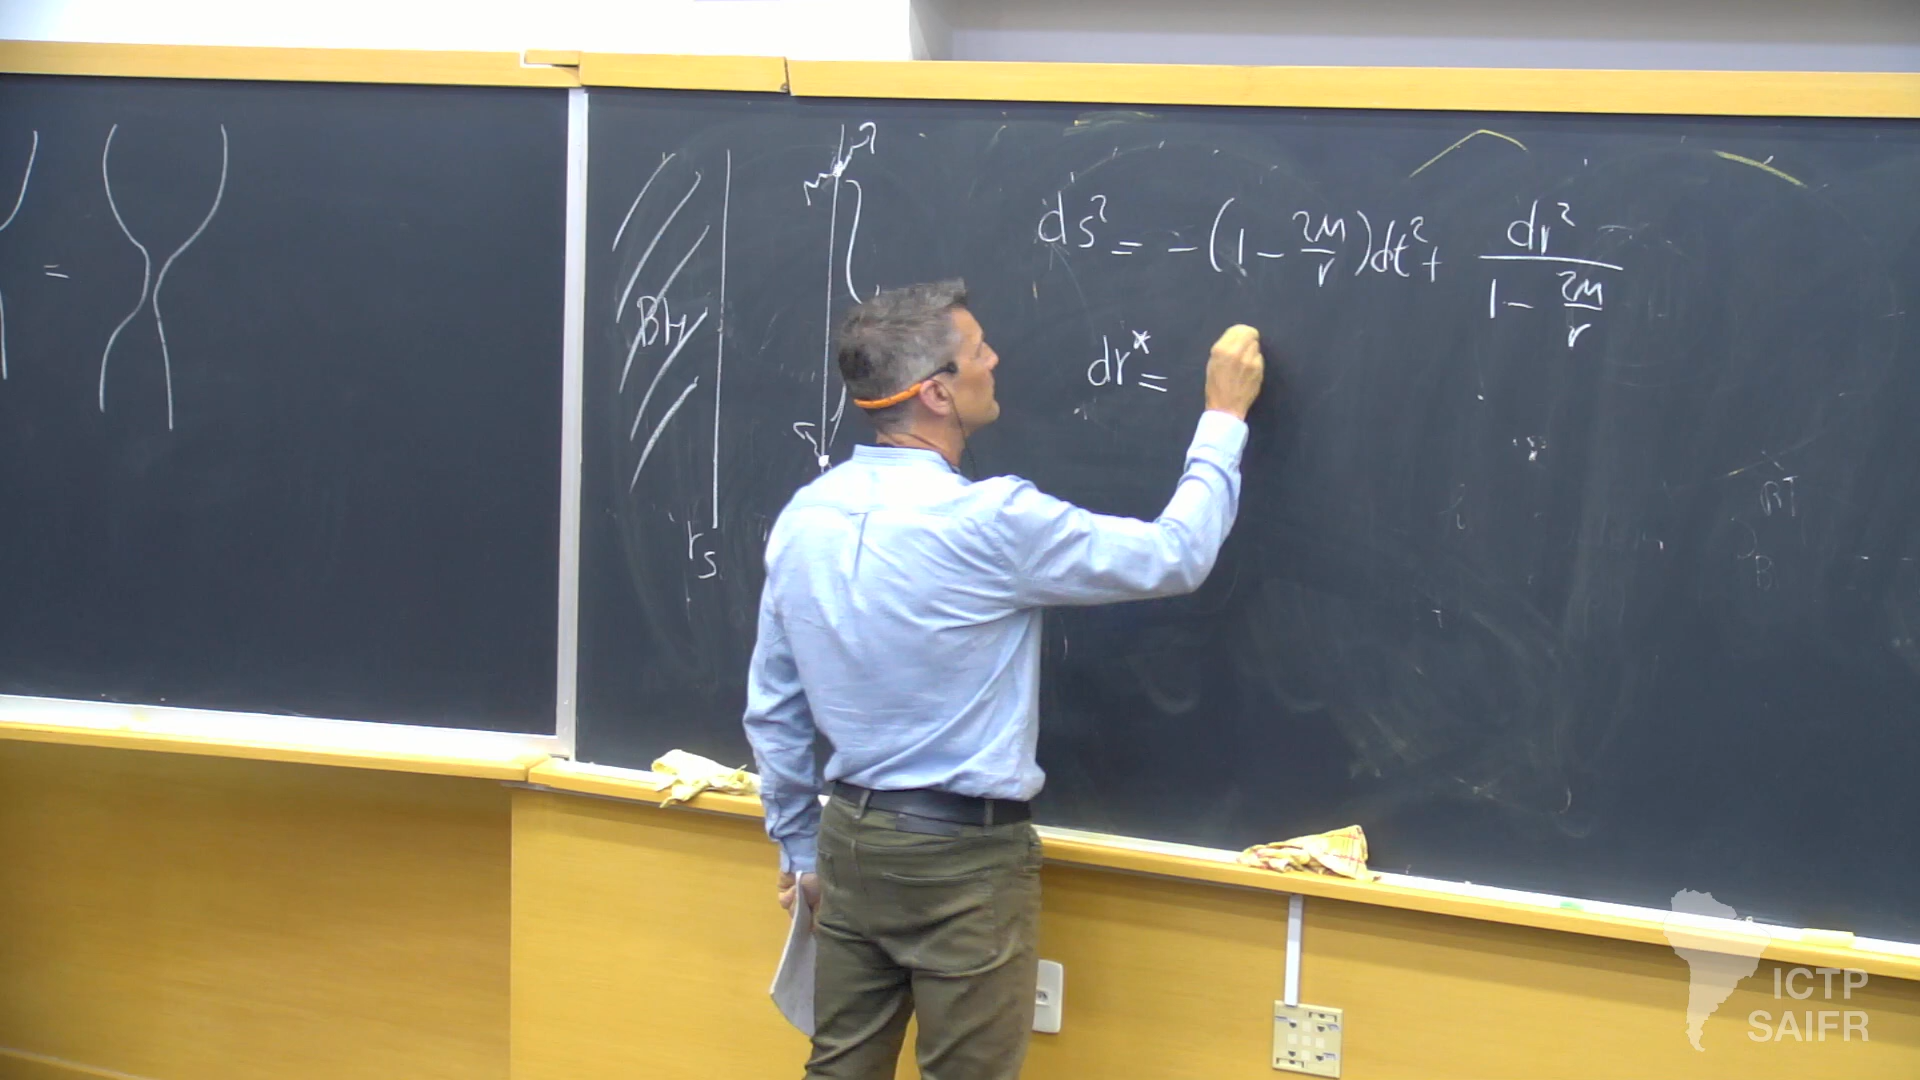 =
BH
r_s
ds² = -(1 - 2M/r)dt² + dr²/(1 - 2M/r)
dr* =
ICTP
SAIFR